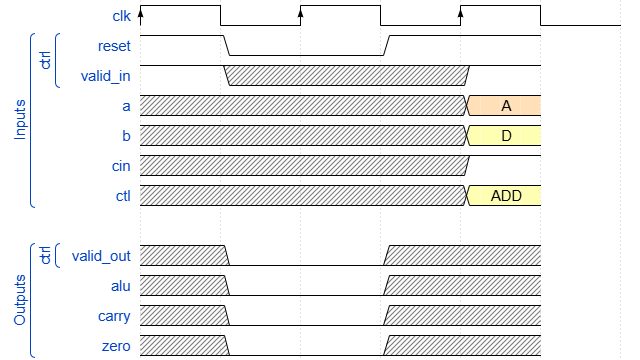 clk
Inputs
ctrl
reset
valid_in
a A
b D
cin
ctl ADD
Outputs
ctrl
valid_out
alu
carry
zero